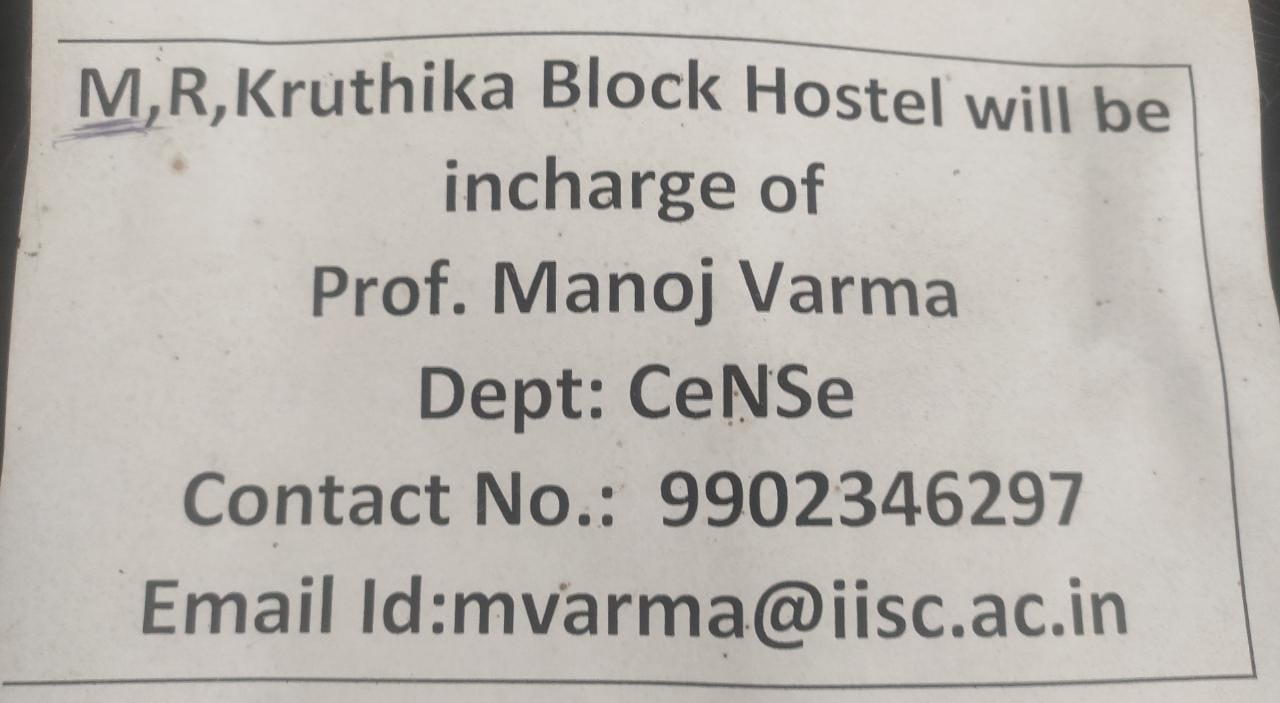 M,R,Kruthika Block Hostel will be
incharge of
Prof. Manoj Varma
Dept: CeNSe
Contact No.: 9902346297
Email Id:mvarma@iisc.ac.in